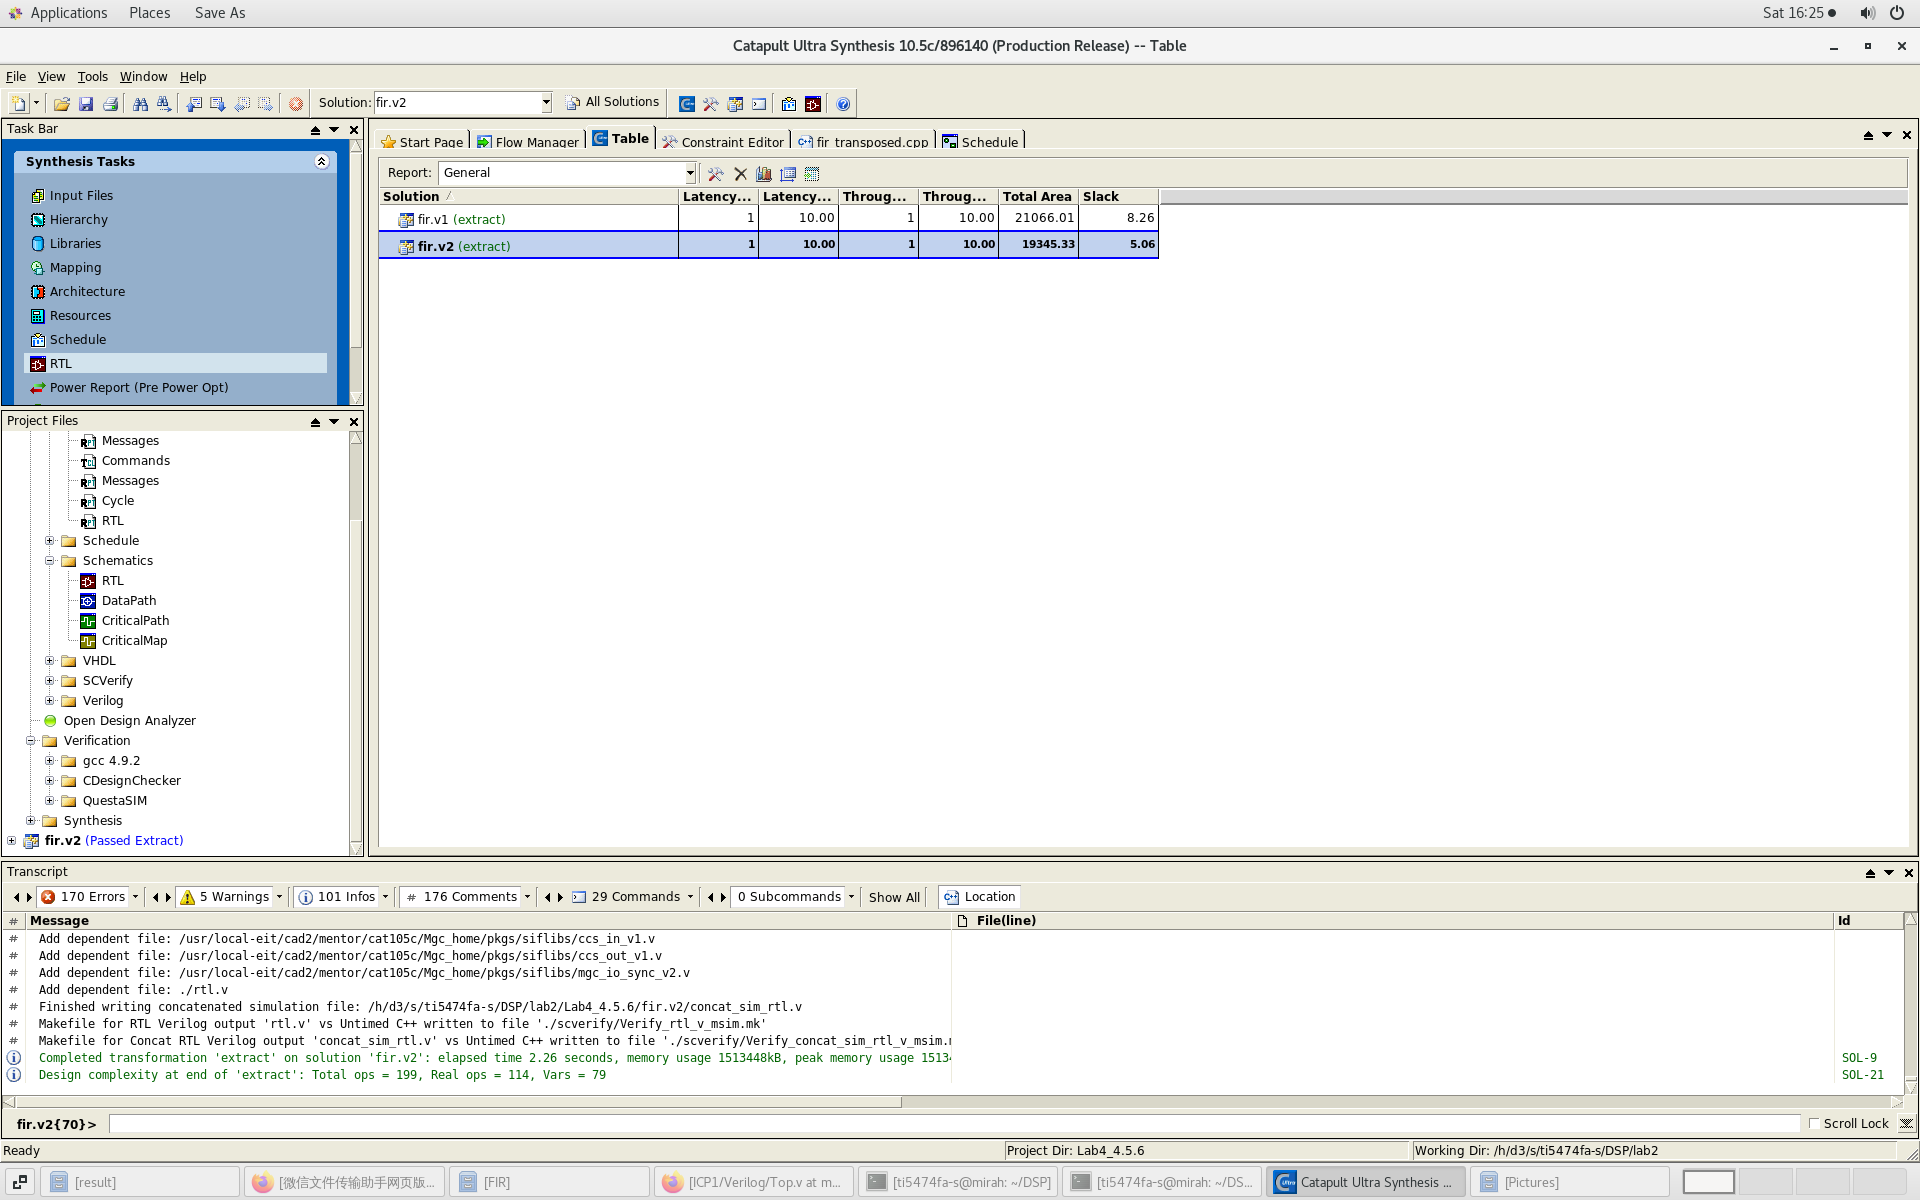 Applications Places Save As Sat 16:25
Catapult Ultra Synthesis 10.5c/896140 (Production Release) -- Table
File View Tools Window Help
Solution: fir.v2 All Solutions
Task Bar
Synthesis Tasks
Input Files
Hierarchy
Libraries
Mapping
Architecture
Resources
Schedule
RTL
Power Report (Pre Power Opt)
Project Files
Messages
Commands
Messages
Cycle
RTL
Schedule
Schematics
RTL
DataPath
CriticalPath
CriticalMap
VHDL
SCVerify
Verilog
Open Design Analyzer
Verification
gcc 4.9.2
CDesignChecker
QuestaSIM
Synthesis
fir.v2 (Passed Extract)
Start Page Flow Manager Table Constraint Editor fir_transposed.cpp Schedule
Report: General
Solution Latency... Latency... Throug... Throug... Total Area Slack
fir.v1 (extract) 1 10.00 1 10.00 21066.01 8.26
fir.v2 (extract) 1 10.00 1 10.00 19345.33 5.06
Transcript
170 Errors 5 Warnings 101 Infos # 176 Comments 29 Commands 0 Subcommands Show All Location
# Message File(line) Id
# Add dependent file: /usr/local-eit/cad2/mentor/cat105c/Mgc_home/pkgs/siflibs/ccs_in_v1.v
# Add dependent file: /usr/local-eit/cad2/mentor/cat105c/Mgc_home/pkgs/siflibs/ccs_out_v1.v
# Add dependent file: /usr/local-eit/cad2/mentor/cat105c/Mgc_home/pkgs/siflibs/mgc_io_sync_v2.v
# Add dependent file: ./rtl.v
# Finished writing concatenated simulation file: /h/d3/s/ti5474fa-s/DSP/lab2/Lab4_4.5.6/fir.v2/concat_sim_rtl.v
# Makefile for RTL Verilog output 'rtl.v' vs Untimed C++ written to file './scverify/Verify_rtl_v_msim.mk'
# Makefile for Concat RTL Verilog output 'concat_sim_rtl.v' vs Untimed C++ written to file './scverify/Verify_concat_sim_rtl_v_msim.m
Completed transformation 'extract' on solution 'fir.v2': elapsed time 2.26 seconds, memory usage 1513448kB, peak memory usage 15134 SOL-9
Design complexity at end of 'extract': Total ops = 199, Real ops = 114, Vars = 79 SOL-21
fir.v2{70}> Scroll Lock
Ready Project Dir: Lab4_4.5.6 Working Dir: /h/d3/s/ti5474fa-s/DSP/lab2
[result] [微信文件传输助手网页版... [FIR] [ICP1/Verilog/Top.v at m... [ti5474fa-s@mirah: ~/DSP] [ti5474fa-s@mirah: ~/DS... Catapult Ultra Synthesis ... [Pictures]